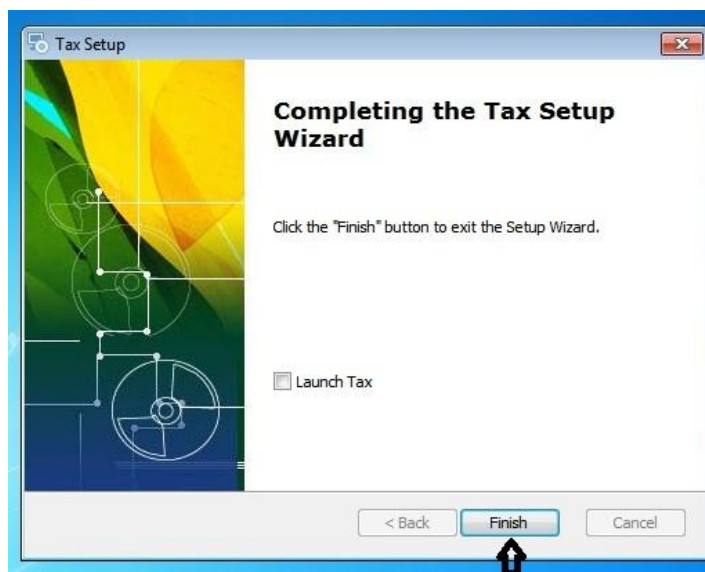 Tax Setup
Completing the Tax Setup
Wizard
Click the "Finish" button to exit the Setup Wizard.
Launch Tax
< Back
Finish
Cancel